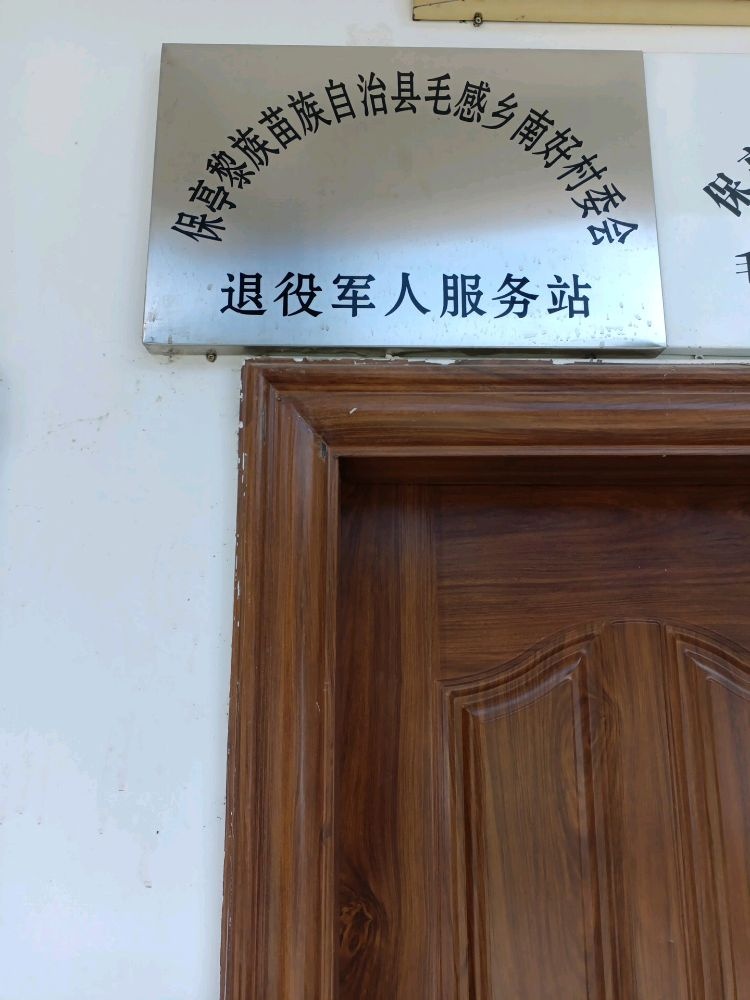 保亭黎族苗族自治县毛感乡南好村委会
退役军人服务站
保